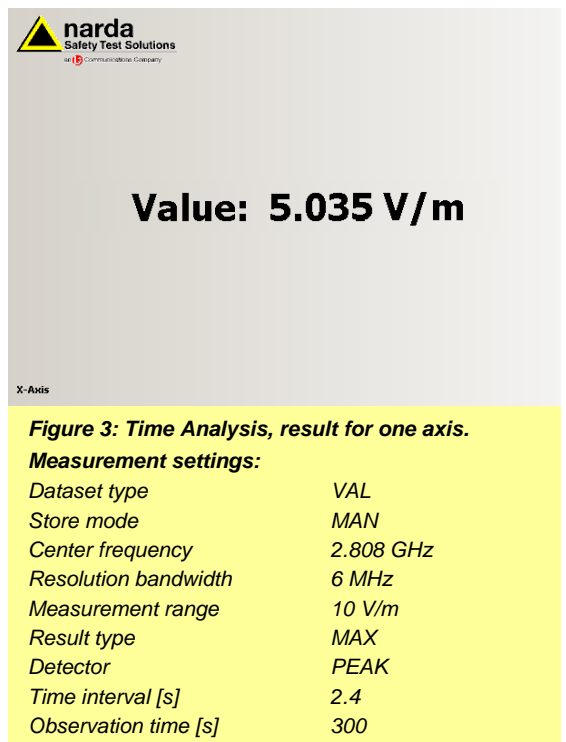 narda
Safety Test Solutions
an L3 Communications Company
Value: 5.035 V/m
X-Axis
Figure 3: Time Analysis, result for one axis.
Measurement settings:
Dataset type VAL
Store mode MAN
Center frequency 2.808 GHz
Resolution bandwidth 6 MHz
Measurement range 10 V/m
Result type MAX
Detector PEAK
Time interval [s] 2.4
Observation time [s] 300